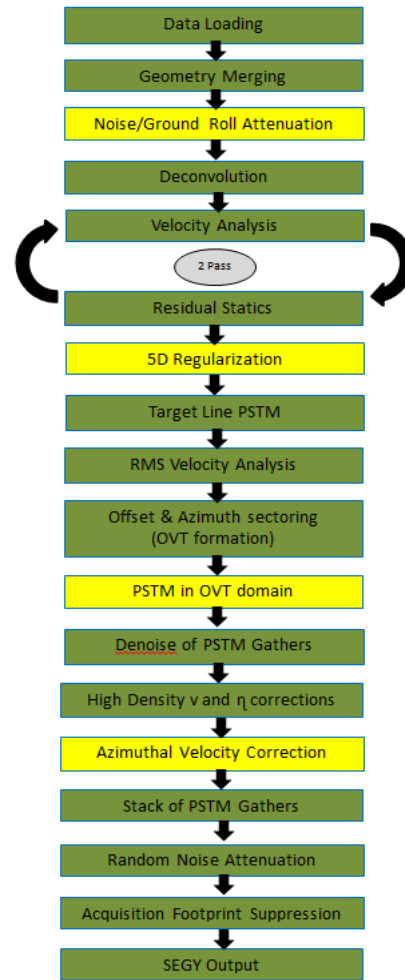 Data Loading
Geometry Merging
Noise/Ground Roll Attenuation
Deconvolution
Velocity Analysis
2 Pass
Residual Statics
5D Regularization
Target Line PSTM
RMS Velocity Analysis
Offset & Azimuth sectoring
(OVT formation)
PSTM in OVT domain
Denoise of PSTM Gathers
High Density v and η corrections
Azimuthal Velocity Correction
Stack of PSTM Gathers
Random Noise Attenuation
Acquisition Footprint Suppression
SEGY Output